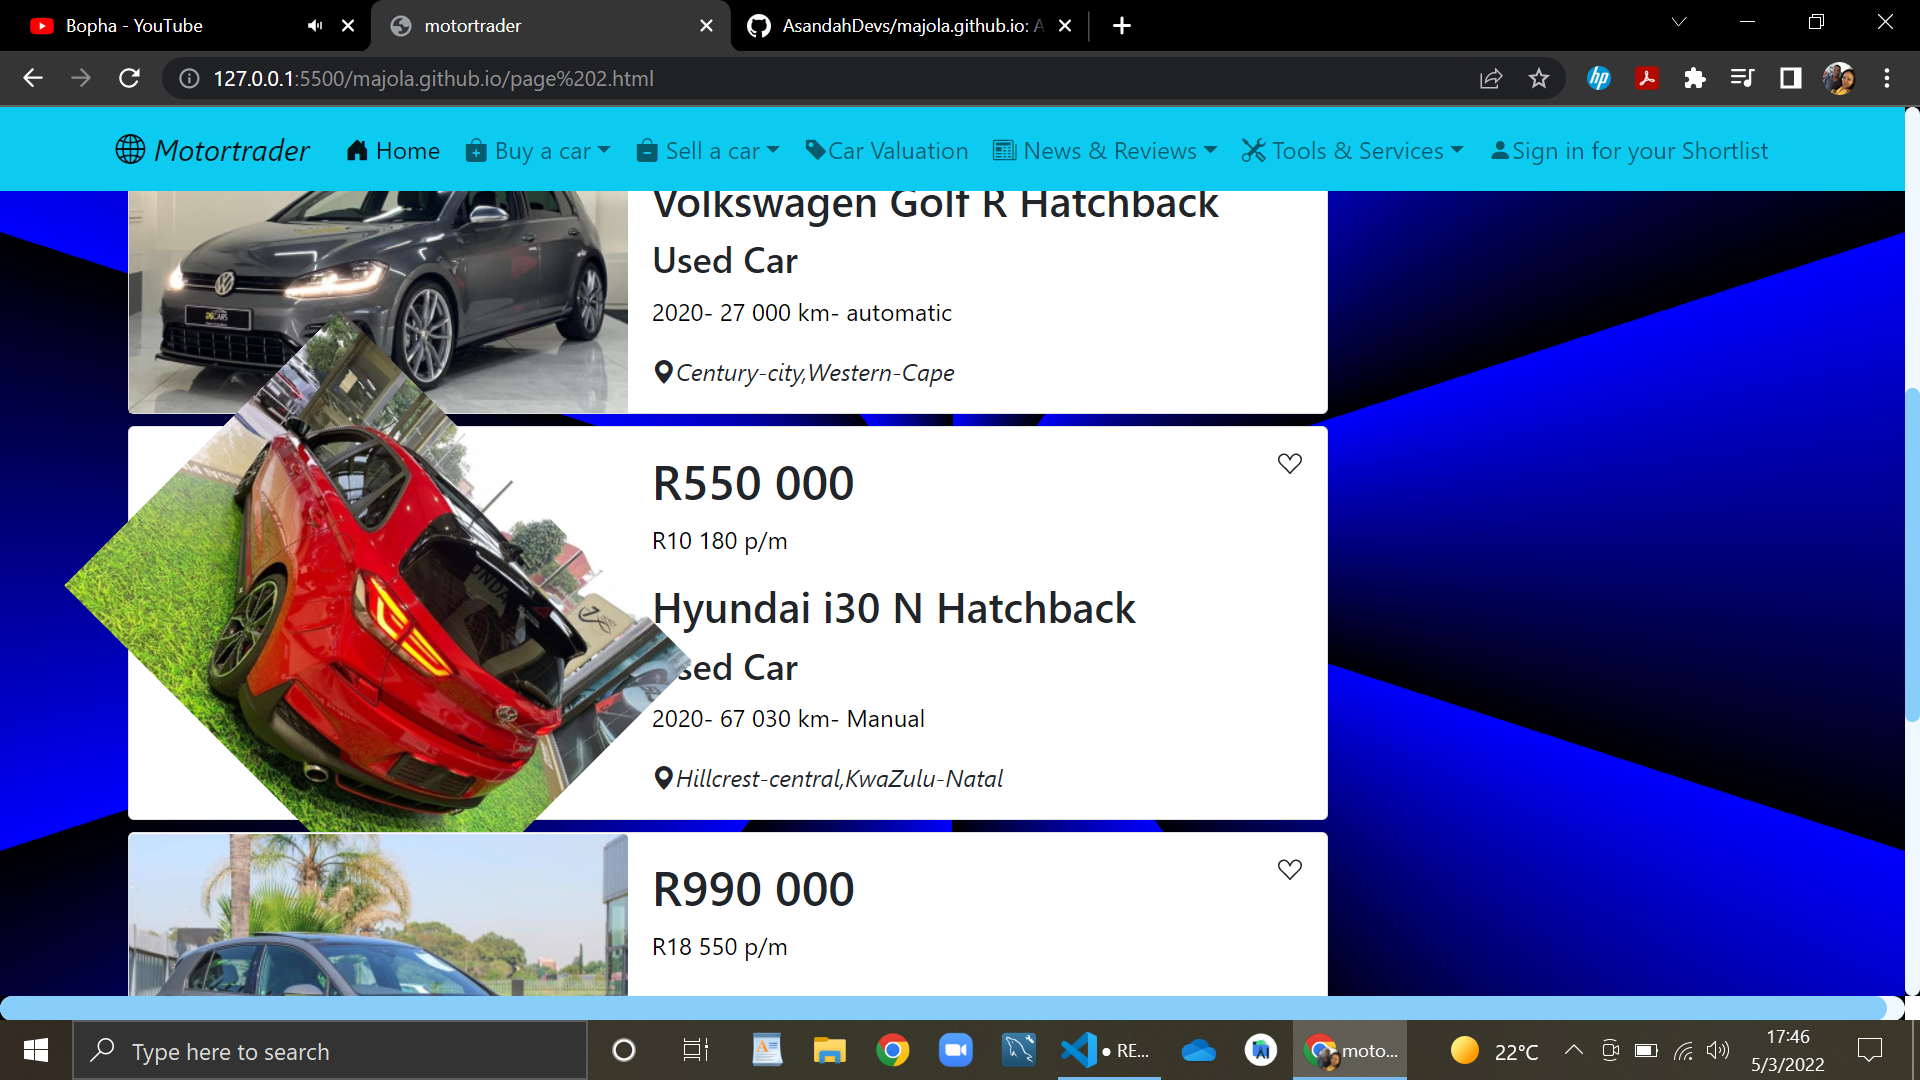 Bopha - YouTube
motortrader
AsandahDevs/majola.github.io: A
127.0.0.1:5500/majola.github.io/page%202.html
Motortrader
Home
Buy a car
Sell a car
Car Valuation
News & Reviews
Tools & Services
Sign in for your Shortlist
Volkswagen Golf R Hatchback
Used Car
2020- 27 000 km- automatic
Century-city,Western-Cape
R550 000
R10 180 p/m
Hyundai i30 N Hatchback
sed Car
2020- 67 030 km- Manual
Hillcrest-central,KwaZulu-Natal
R990 000
R18 550 p/m
Type here to search
RE...
moto...
22°C
17:46
5/3/2022